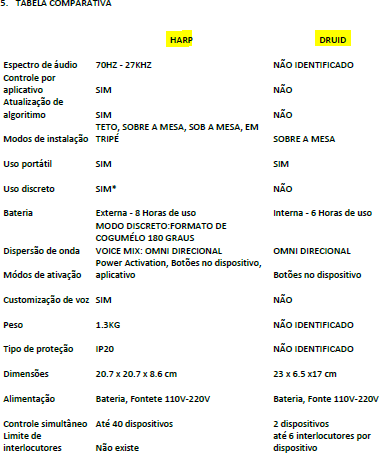 5. TABELA COMPARATIVA
HARP DRUID
Espectro de áudio 70HZ - 27KHZ NÃO IDENTIFICADO
Controle por
aplicativo SIM NÃO
Atualização de
algoritimo SIM NÃO
TETO, SOBRE A MESA, SOB A MESA, EM
Modos de instalação TRIPÉ SOBRE A MESA
Uso portátil SIM SIM
Uso discreto SIM* NÃO
Bateria Externa - 8 Horas de uso Interna - 6 Horas de uso
MODO DISCRETO:FORMATO DE
COGUMÉLO 180 GRAUS
Dispersão de onda VOICE MIX: OMNI DIRECIONAL OMNI DIRECIONAL
Power Activation, Botões no dispositivo,
Módos de ativação aplicativo Botões no dispositivo
Customização de voz SIM NÃO
Peso 1.3KG NÃO IDENTIFICADO
Tipo de proteção IP20 NÃO IDENTIFICADO
Dimensões 20.7 x 20.7 x 8.6 cm 23 x 6.5 x17 cm
Alimentação Bateria, Fontete 110V-220V Bateria, Fonte 110V-220V
Controle simultâneo Até 40 dispositivos 2 dispositivos
Limite de até 6 interlocutores por
interlocutores Não existe dispositivo